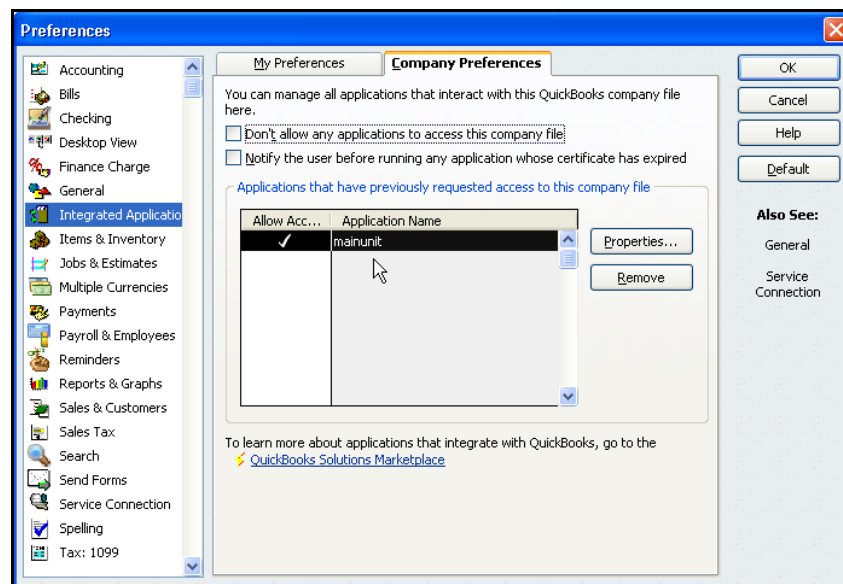 Preferences
Accounting
Bills
Checking
Desktop View
Finance Charge
General
Integrated Applicatio
Items & Inventory
Jobs & Estimates
Multiple Currencies
Payments
Payroll & Employees
Reminders
Reports & Graphs
Sales & Customers
Sales Tax
Search
Send Forms
Service Connection
Spelling
Tax: 1099
My Preferences
Company Preferences
You can manage all applications that interact with this QuickBooks company file
here.
Don't allow any applications to access this company file
Notify the user before running any application whose certificate has expired
Applications that have previously requested access to this company file
Allow Acc... Application Name
mainunit
Properties...
Remove
To learn more about applications that integrate with QuickBooks, go to the
QuickBooks Solutions Marketplace
OK
Cancel
Help
Default
Also See:
General
Service
Connection